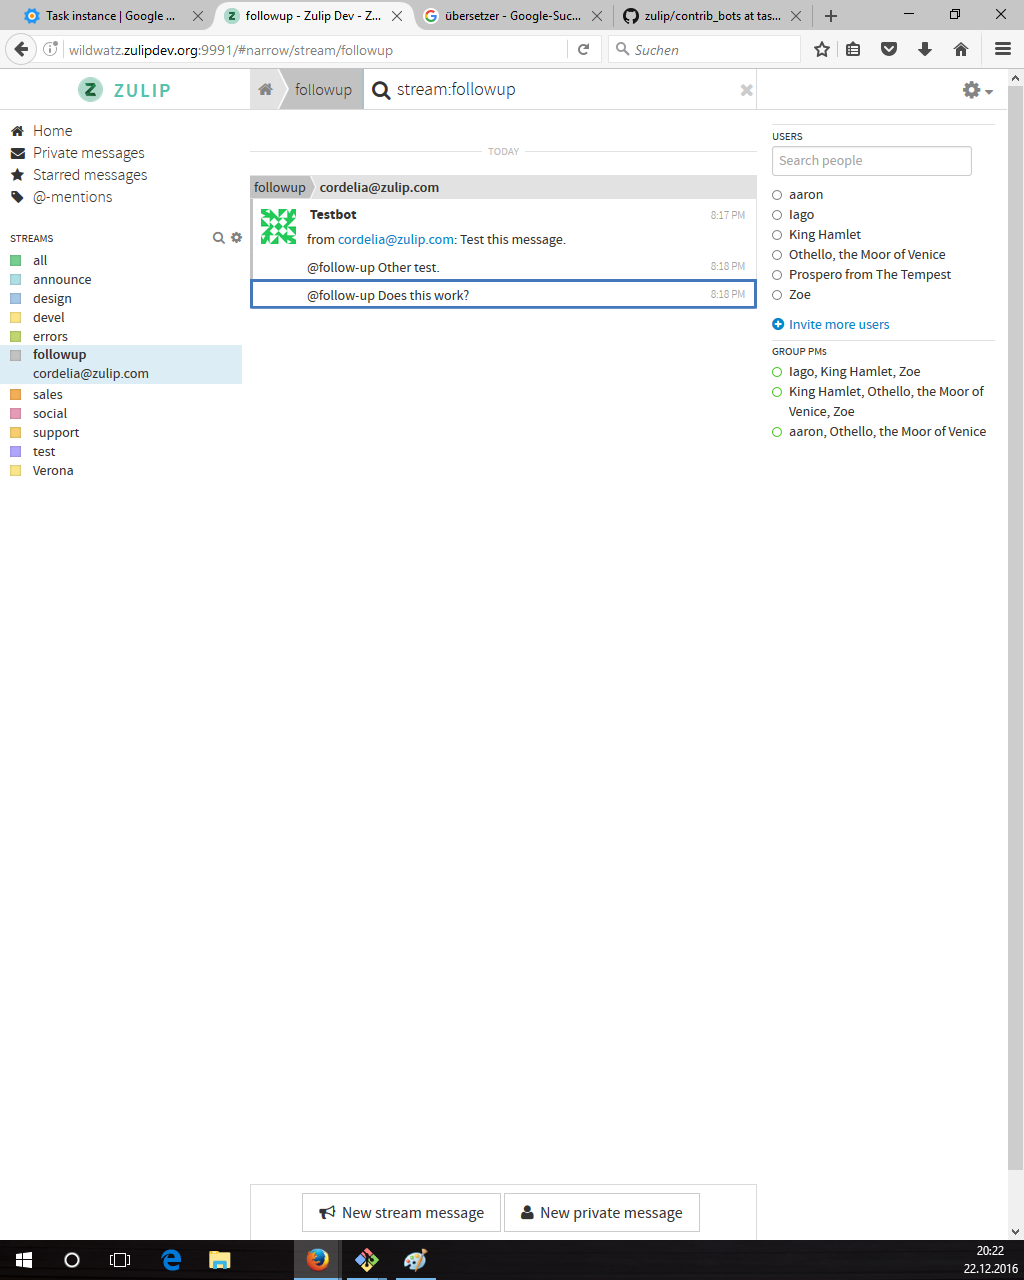 Task instance | Google ...
followup - Zulip Dev - Z...
übersetzer - Google-Suc...
zulip/contrib_bots at tas...
wildwatz.zulipdev.org:9991/#narrow/stream/followup
Suchen
ZULIP
followup
stream:followup
Home
Private messages
Starred messages
@-mentions
STREAMS
all
announce
design
devel
errors
followup
cordelia@zulip.com
sales
social
support
test
Verona
TODAY
followup
cordelia@zulip.com
Testbot
8:17 PM
from cordelia@zulip.com: Test this message.
@follow-up Other test.
8:18 PM
@follow-up Does this work?
8:18 PM
New stream message
New private message
USERS
Search people
aaron
Iago
King Hamlet
Othello, the Moor of Venice
Prospero from The Tempest
Zoe
Invite more users
GROUP PMs
Iago, King Hamlet, Zoe
King Hamlet, Othello, the Moor of
Venice, Zoe
aaron, Othello, the Moor of Venice
20:22
22.12.2016